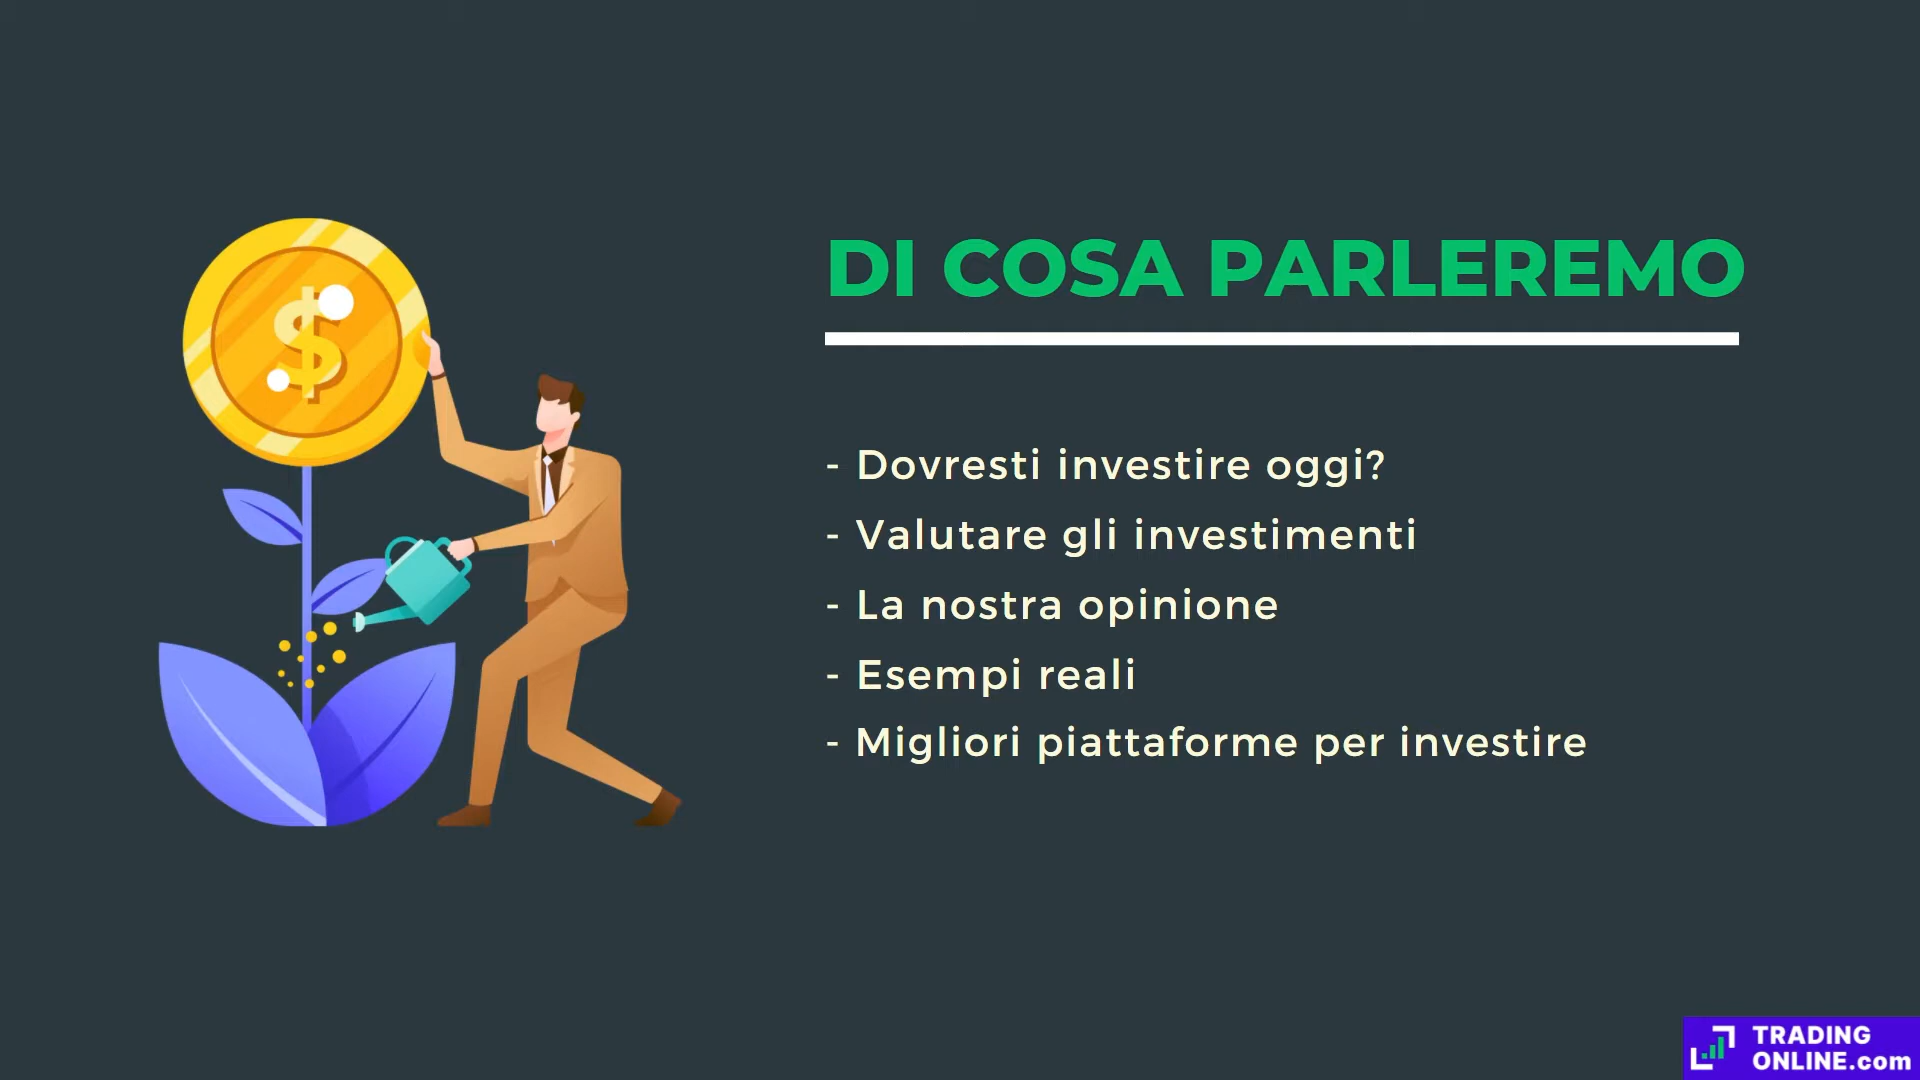 DI COSA PARLEREMO
- Dovresti investire oggi?
- Valutare gli investimenti
- La nostra opinione
- Esempi reali
- Migliori piattaforme per investire
$
TRADING
ONLINE.com